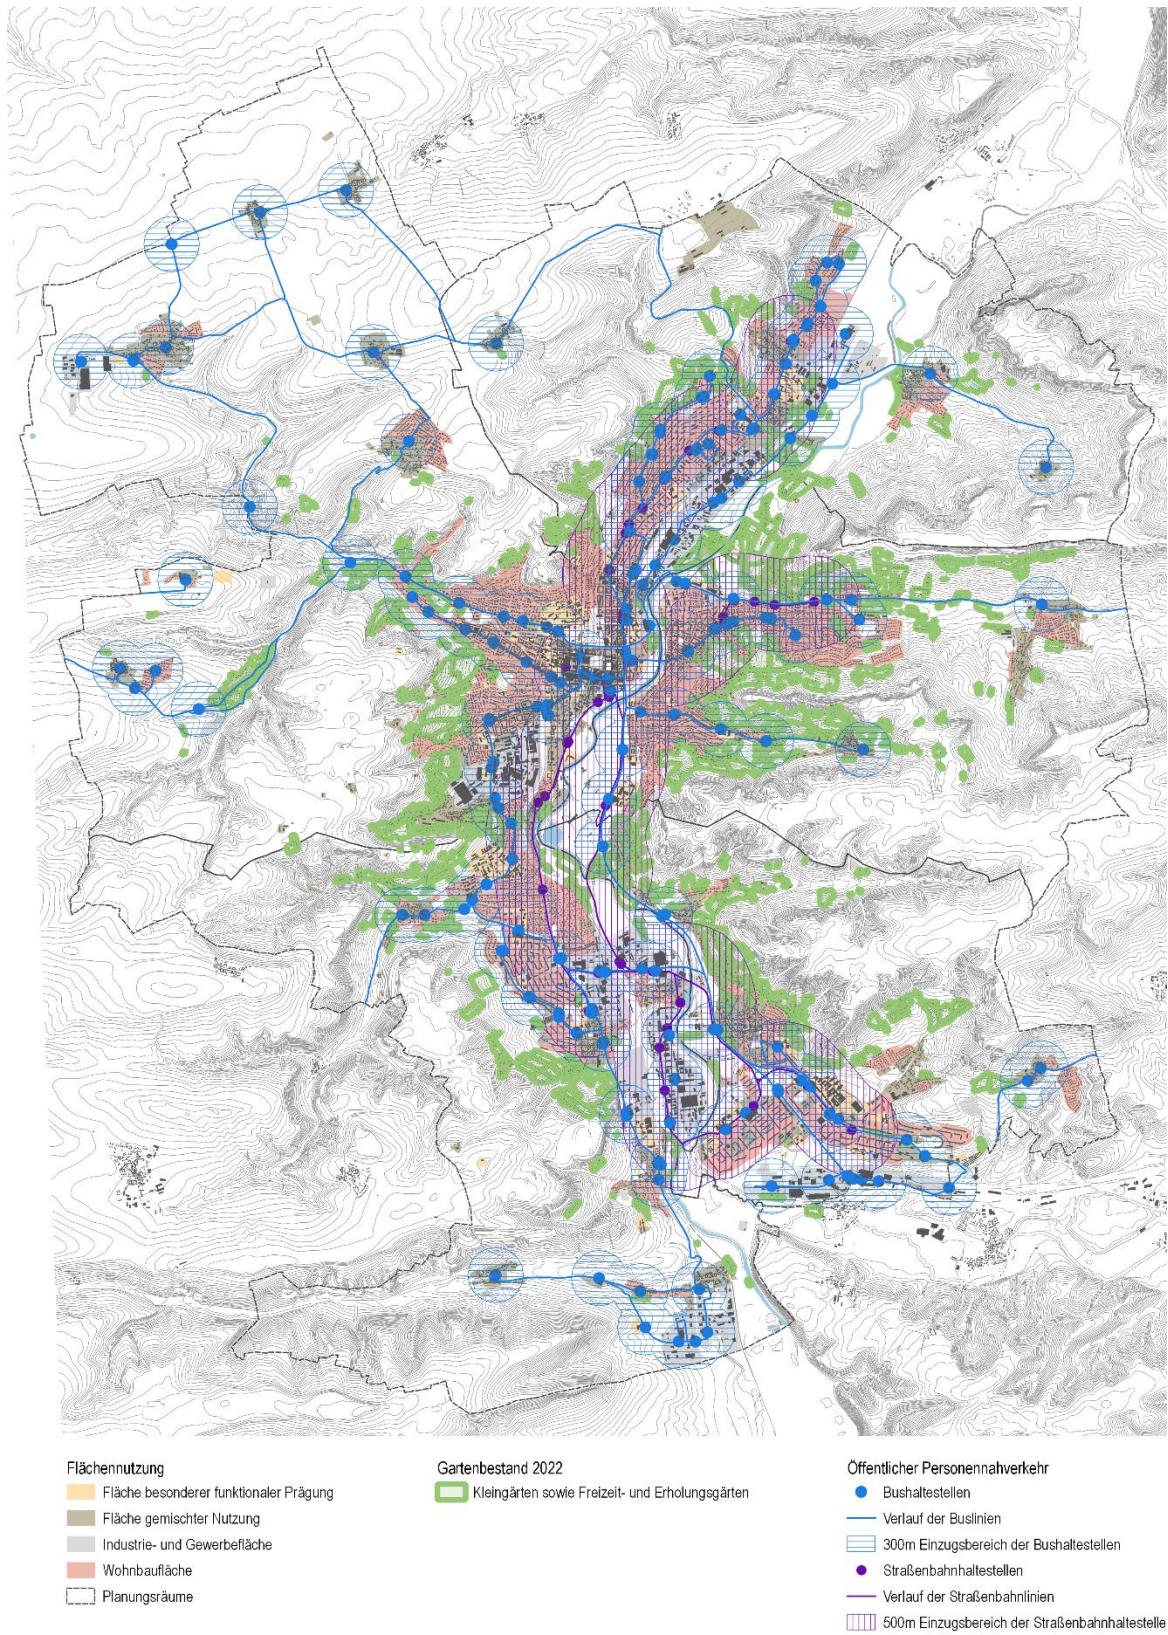 Flächennutzung
Fläche besonderer funktionaler Prägung
Fläche gemischter Nutzung
Industrie- und Gewerbefläche
Wohnbaufläche
Planungsräume
Gartenbestand 2022
Kleingärten sowie Freizeit- und Erholungsgärten
Öffentlicher Personennahverkehr
Bushaltestellen
Verlauf der Buslinien
300m Einzugsbereich der Bushaltestellen
Straßenbahnhaltestellen
Verlauf der Straßenbahnlinien
500m Einzugsbereich der Straßenbahnhaltestelle